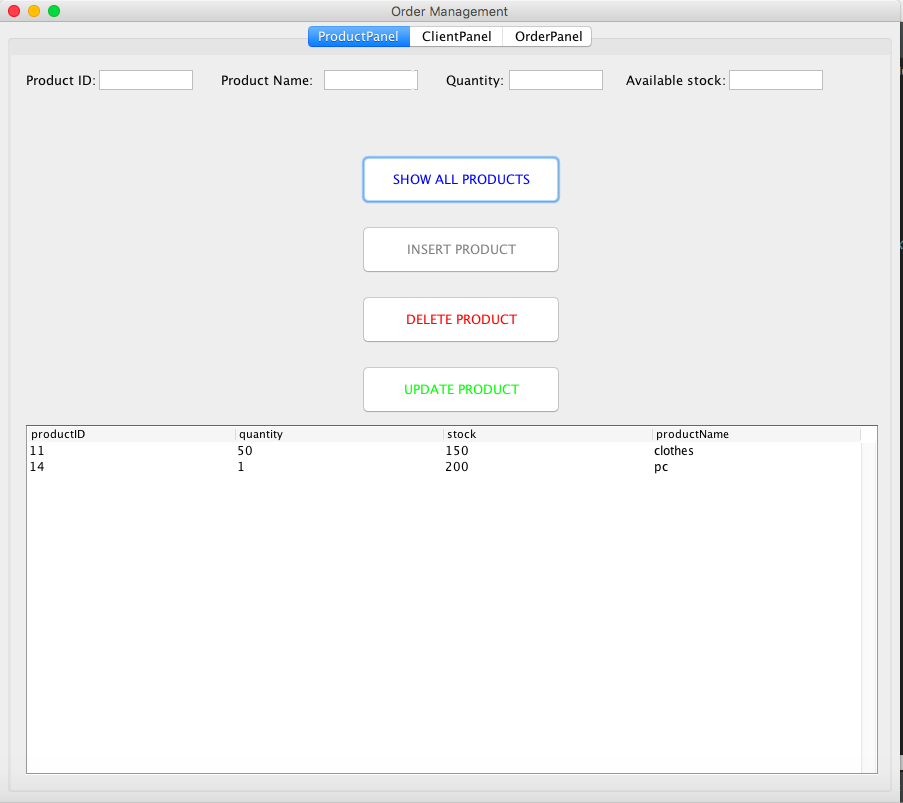 Order Management
ProductPanel ClientPanel OrderPanel
Product ID: Product Name: Quantity: Available stock:
SHOW ALL PRODUCTS
INSERT PRODUCT
DELETE PRODUCT
UPDATE PRODUCT
productID quantity stock productName
11 50 150 clothes
14 1 200 pc